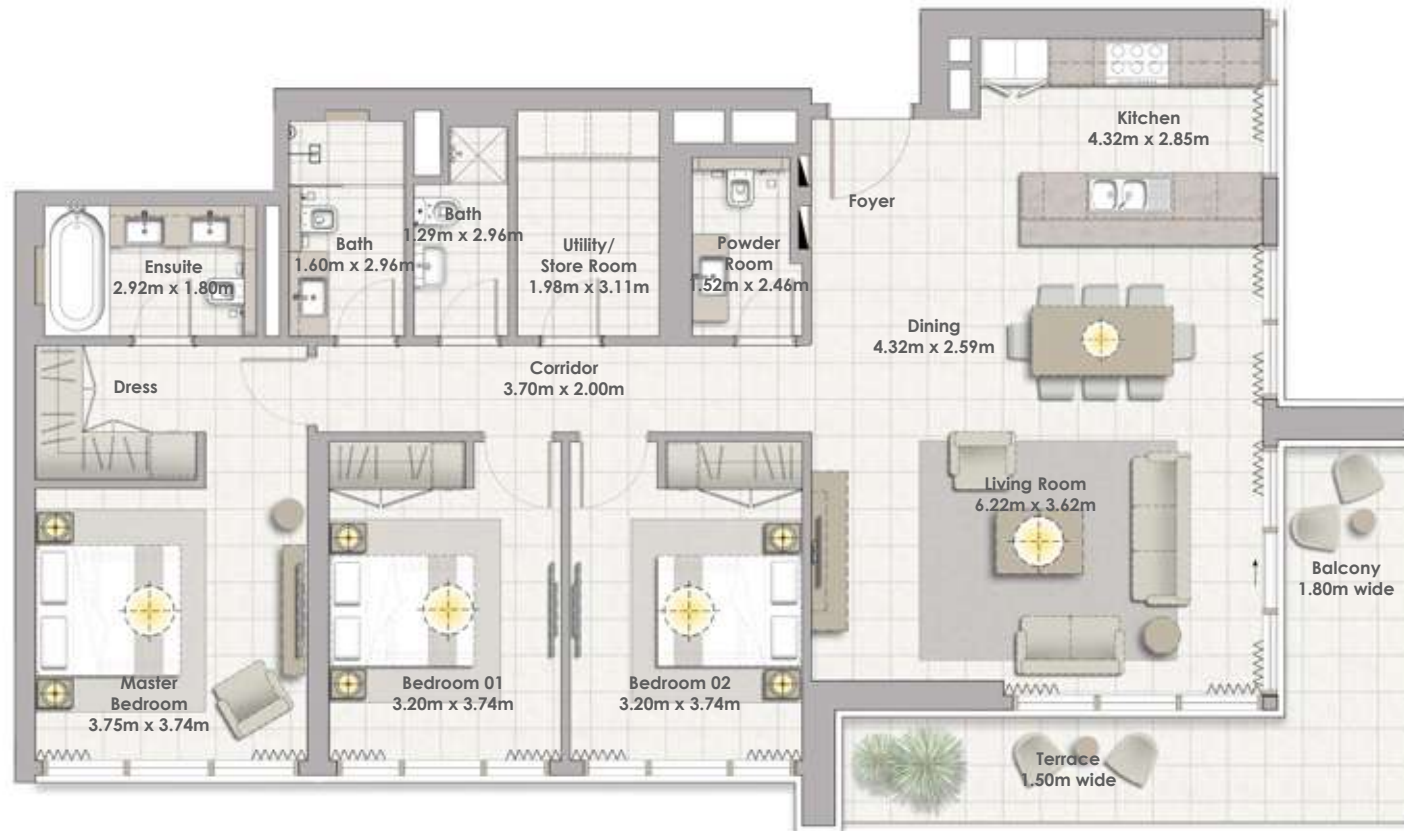 Kitchen
4.32m x 2.85m
Foyer
Bath
1.29m x 2.96m
Bath
1.60m x 2.96m
Utility/
Store Room
1.98m x 3.11m
Powder
Room
1.52m x 2.46m
Ensuite
2.92m x 1.80m
Dining
4.32m x 2.59m
Corridor
3.70m x 2.00m
Dress
Living Room
6.22m x 3.62m
Balcony
1.80m wide
Master
Bedroom
3.75m x 3.74m
Bedroom 01
3.20m x 3.74m
Bedroom 02
3.20m x 3.74m
Terrace
1.50m wide